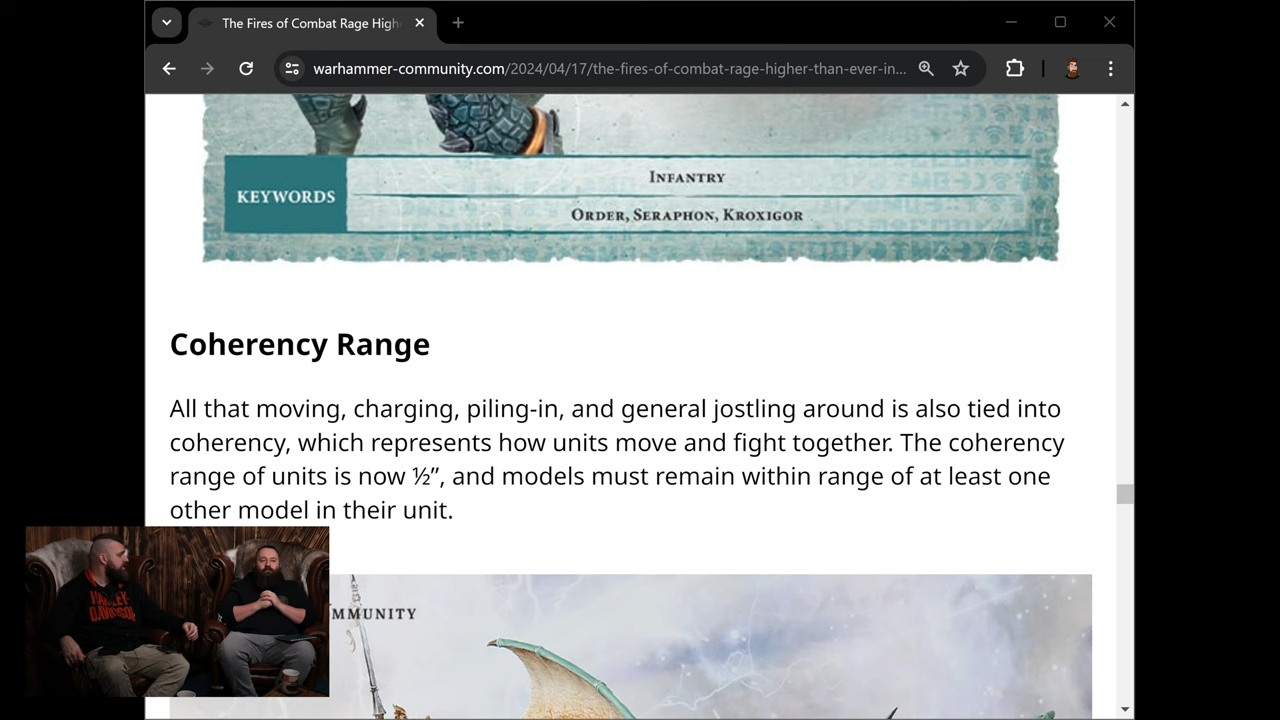 The Fires of Combat Rage High
warhammer-community.com/2024/04/17/the-fires-of-combat-rage-higher-than-ever-in...
KEYWORDS
INFANTRY
ORDER, SERAPHON, KROXIGOR
Coherency Range
All that moving, charging, piling-in, and general jostling around is also tied into
coherency, which represents how units move and fight together. The coherency
range of units is now ½”, and models must remain within range of at least one
other model in their unit.
MMUNITY
HARLEY-
DAVIDSON